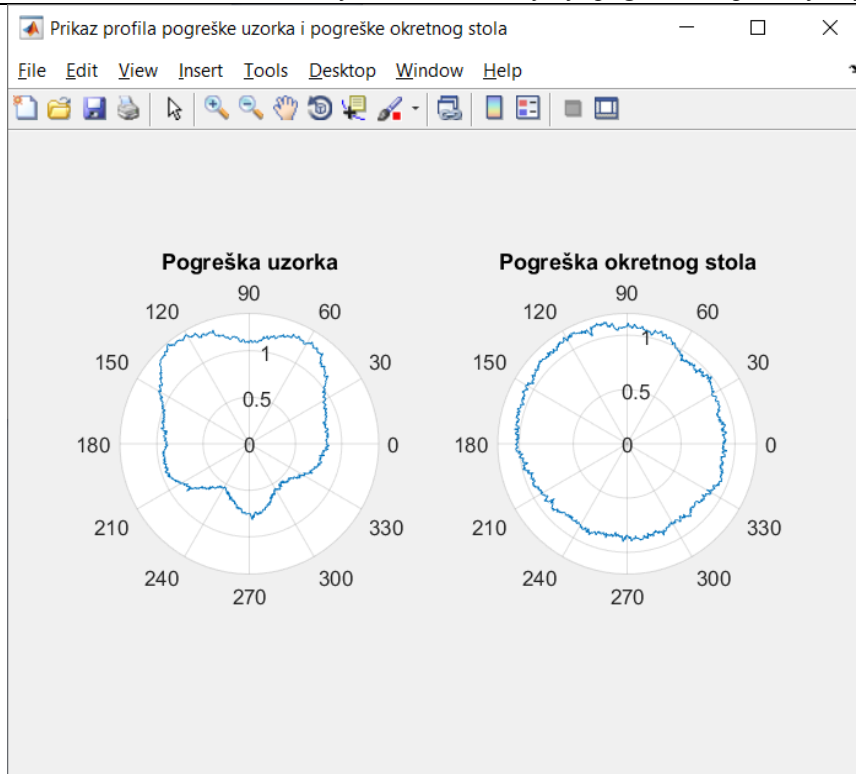 Prikaz profila pogreške uzorka i pogreške okretnog stola
File Edit View Insert Tools Desktop Window Help
Pogreška uzorka
90
120 60
1
150 30
0.5
180 0 0
210 330
240 300
270
Pogreška okretnog stola
90
120 60
1
150 30
0.5
180 0 0
210 330
240 300
270